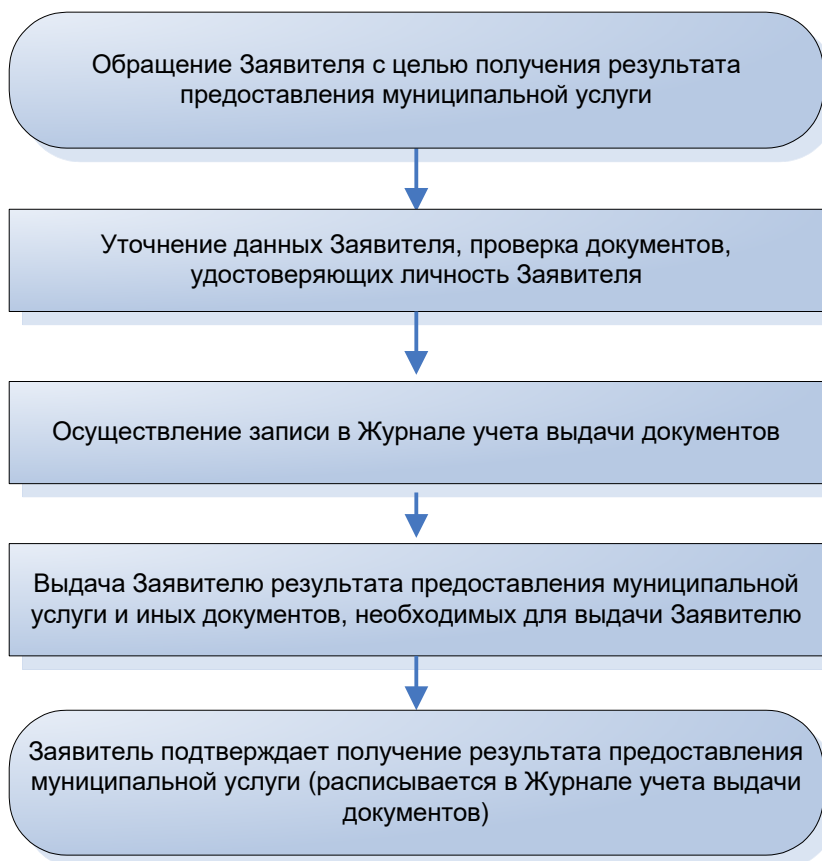 Обращение Заявителя с целью получения результата
предоставления муниципальной услуги
Уточнение данных Заявителя, проверка документов,
удостоверяющих личность Заявителя
Осуществление записи в Журнале учета выдачи документов
Выдача Заявителю результата предоставления муниципальной
услуги и иных документов, необходимых для выдачи Заявителю
Заявитель подтверждает получение результата предоставления
муниципальной услуги (расписывается в Журнале учета выдачи
документов)